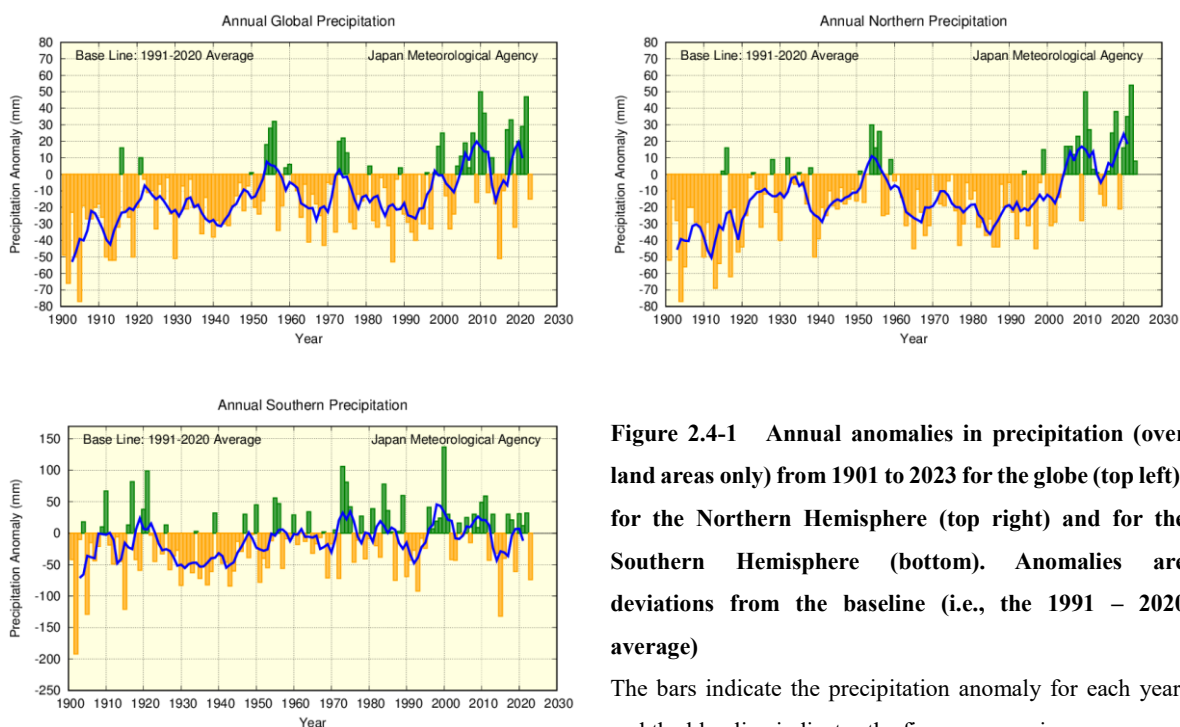 Annual Global Precipitation
80
70
60
50
40
30
20
10
0
-10
-20
-30
-40
-50
-60
-70
-80
Precipitation Anomaly (mm)
Base Line: 1991-2020 Average
Japan Meteorological Agency
1900 1910 1920 1930 1940 1950 1960 1970 1980 1990 2000 2010 2020 2030
Year
Annual Northern Precipitation
80
70
60
50
40
30
20
10
0
-10
-20
-30
-40
-50
-60
-70
-80
Precipitation Anomaly (mm)
Base Line: 1991-2020 Average
Japan Meteorological Agency
1900 1910 1920 1930 1940 1950 1960 1970 1980 1990 2000 2010 2020 2030
Year
Annual Southern Precipitation
150
100
50
0
-50
-100
-150
-200
-250
Precipitation Anomaly (mm)
Base Line: 1991-2020 Average
Japan Meteorological Agency
1900 1910 1920 1930 1940 1950 1960 1970 1980 1990 2000 2010 2020 2030
Year
Figure 2.4-1 Annual anomalies in precipitation (over
land areas only) from 1901 to 2023 for the globe (top left)
for the Northern Hemisphere (top right) and for the
Southern Hemisphere (bottom). Anomalies are
deviations from the baseline (i.e., the 1991 – 2020
average)
The bars indicate the precipitation anomaly for each year